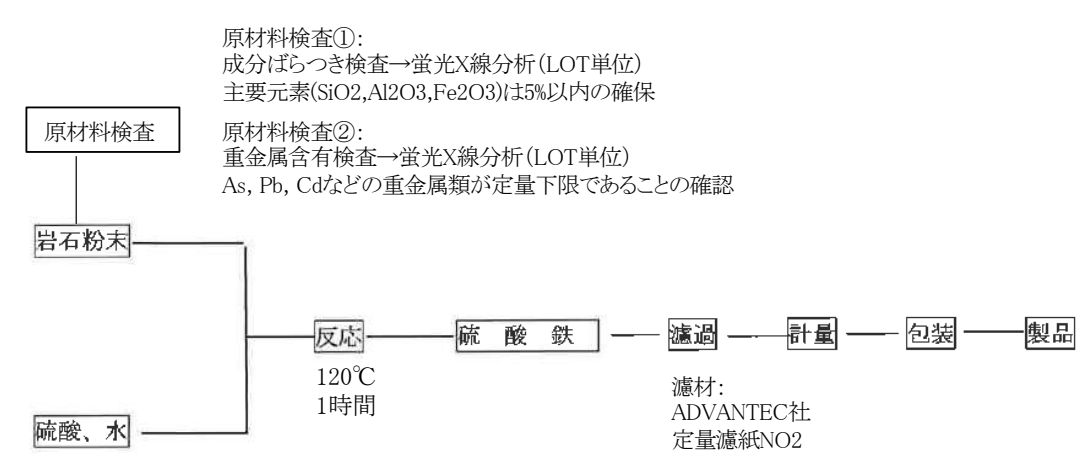 原材料検査①:
成分ばらつき検査→蛍光X線分析(LOT単位)
主要元素(SiO2,Al2O3,Fe2O3)は5%以内の確保
原材料検査
原材料検査②:
重金属含有検査→蛍光X線分析(LOT単位)
As, Pb, Cdなどの重金属類が定量下限であることの確認
岩石粉末
反応
硫酸鉄
濾過
計量
包装
製品
120℃
1時間
濾材:
ADVANTEC社
定量濾紙NO2
硫酸、水